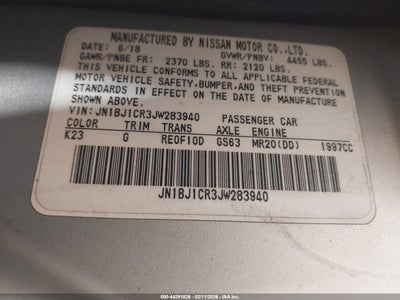 MANUFACTURED BY NISSAN MOTOR CO.,LTD.
DATE: 6/18 GVWR/PNBV: 4455 LBS.
GAWR/PNBE FR: 2370 LBS. RR: 2120 LBS.
THIS VEHICLE CONFORMS TO ALL APPLICABLE FEDERAL
MOTOR VEHICLE SAFETY,BUMPER,AND THEFT PREVENTION
STANDARDS IN EFFECT ON THE DATE OF MANUFACTURE
SHOWN ABOVE.
VIN: JN1BJ1CR3JW283940 PASSENGER CAR
COLOR TRIM TRANS AXLE ENGINE
K23 G RE0F10D GS63 MR20(DD) 1997CC
JN1BJ1CR3JW283940
000-44291828 - 02/11/2026 - IAAI.COM